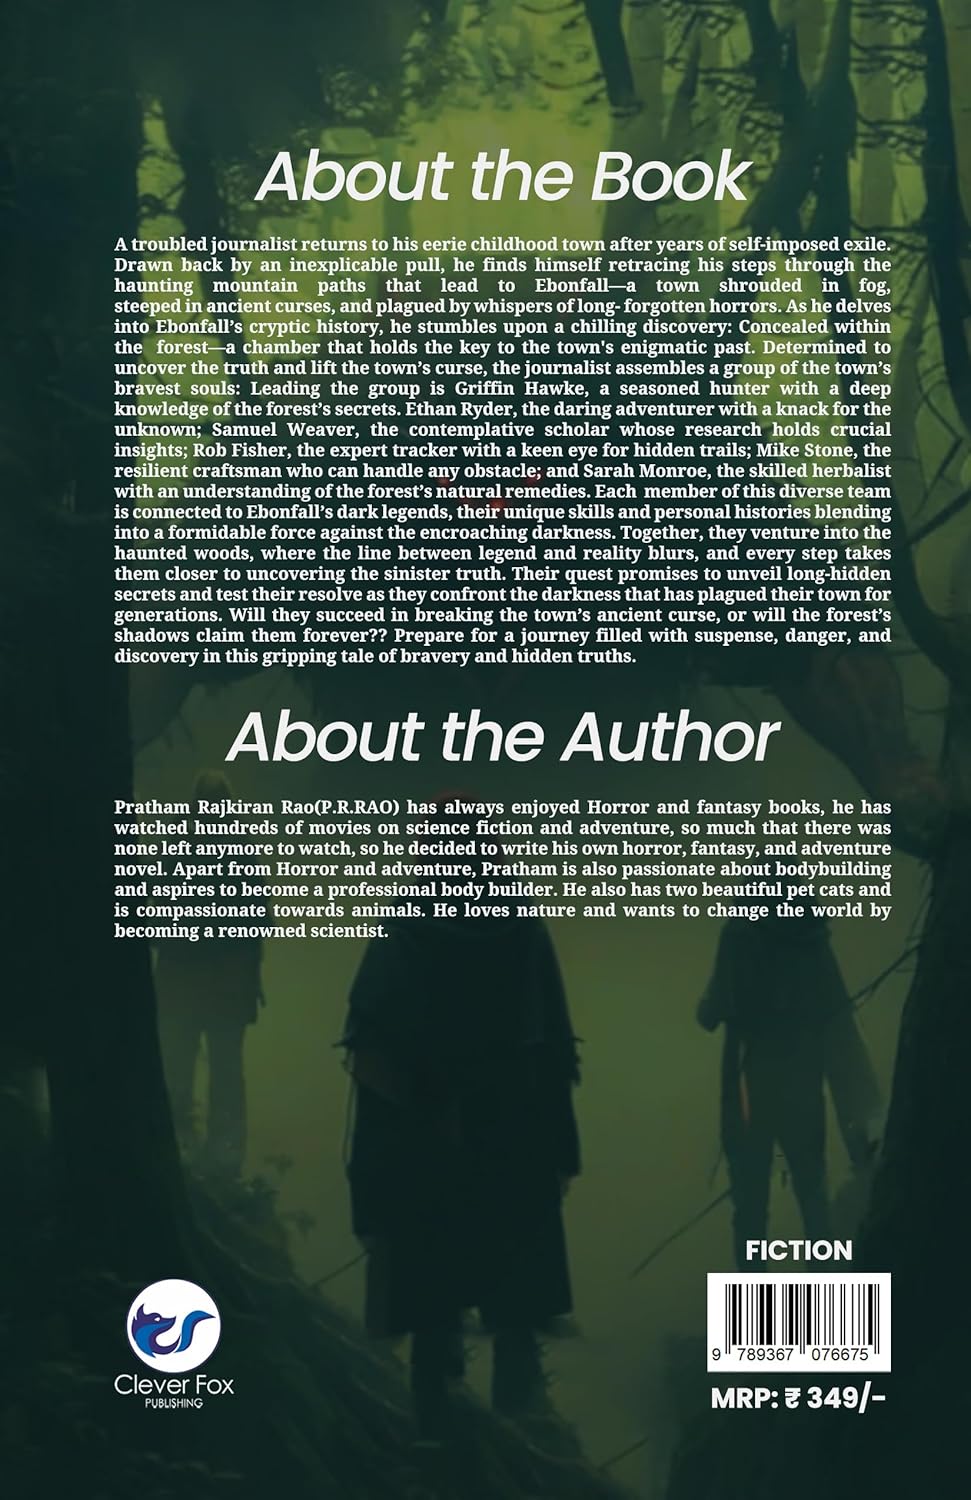 About the Book
A troubled journalist returns to his eerie childhood town after years of self-imposed exile.
Drawn back by an inexplicable pull, he finds himself retracing his steps through the
haunting mountain paths that lead to Ebonfall—a town shrouded in fog,
steeped in ancient curses, and plagued by whispers of long- forgotten horrors. As he delves
into Ebonfall’s cryptic history, he stumbles upon a chilling discovery: Concealed within
the forest—a chamber that holds the key to the town's enigmatic past. Determined to
uncover the truth and lift the town’s curse, the journalist assembles a group of the town’s
bravest souls: Leading the group is Griffin Hawke, a seasoned hunter with a deep
knowledge of the forest’s secrets. Ethan Ryder, the daring adventurer with a knack for the
unknown; Samuel Weaver, the contemplative scholar whose research holds crucial
insights; Rob Fisher, the expert tracker with a keen eye for hidden trails; Mike Stone, the
resilient craftsman who can handle any obstacle; and Sarah Monroe, the skilled herbalist
with an understanding of the forest’s natural remedies. Each member of this diverse team
is connected to Ebonfall’s dark legends, their unique skills and personal histories blending
into a formidable force against the encroaching darkness. Together, they venture into the
haunted woods, where the line between legend and reality blurs, and every step takes
them closer to uncovering the sinister truth. Their quest promises to unveil long-hidden
secrets and test their resolve as they confront the darkness that has plagued their town for
generations. Will they succeed in breaking the town’s ancient curse, or will the forest’s
shadows claim them forever?? Prepare for a journey filled with suspense, danger, and
discovery in this gripping tale of bravery and hidden truths.
About the Author
Pratham Rajkiran Rao(P.R.RAO) has always enjoyed Horror and fantasy books, he has
watched hundreds of movies on science fiction and adventure, so much that there was
none left anymore to watch, so he decided to write his own horror, fantasy, and adventure
novel. Apart from Horror and adventure, Pratham is also passionate about bodybuilding
and aspires to become a professional body builder. He also has two beautiful pet cats and
is compassionate towards animals. He loves nature and wants to change the world by
becoming a renowned scientist.
FICTION
9 789367 076675
MRP: ₹ 349/-
Clever Fox
PUBLISHING